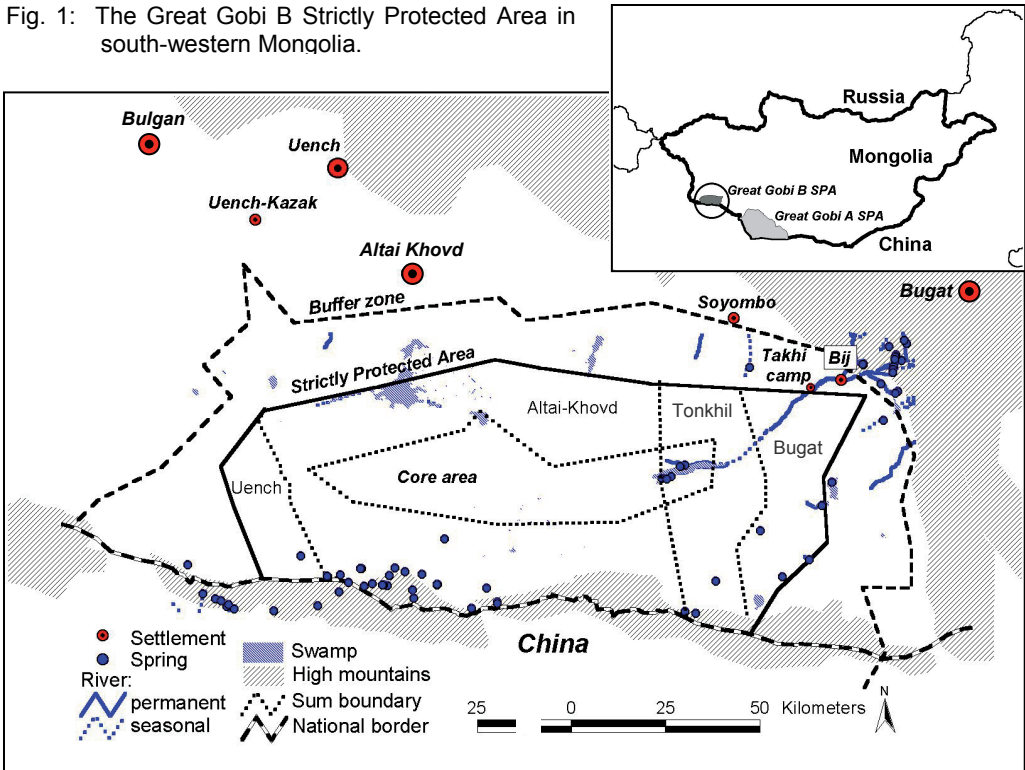 Fig. 1: The Great Gobi B Strictly Protected Area in
south-western Mongolia.
Russia
Mongolia
Great Gobi B SPA
Great Gobi A SPA
China
Bulgan
Uench
Uench-Kazak
Altai Khovd
Bugat
Buffer zone
Soyombo
Strictly Protected Area
Takhi
camp
Bij
Altai-Khovd
Tonkhil
Bugat
Core area
Uench
China
Settlement
Spring
River:
permanent
seasonal
Swamp
High mountains
Sum boundary
National border
25 0 25 50 Kilometers
N